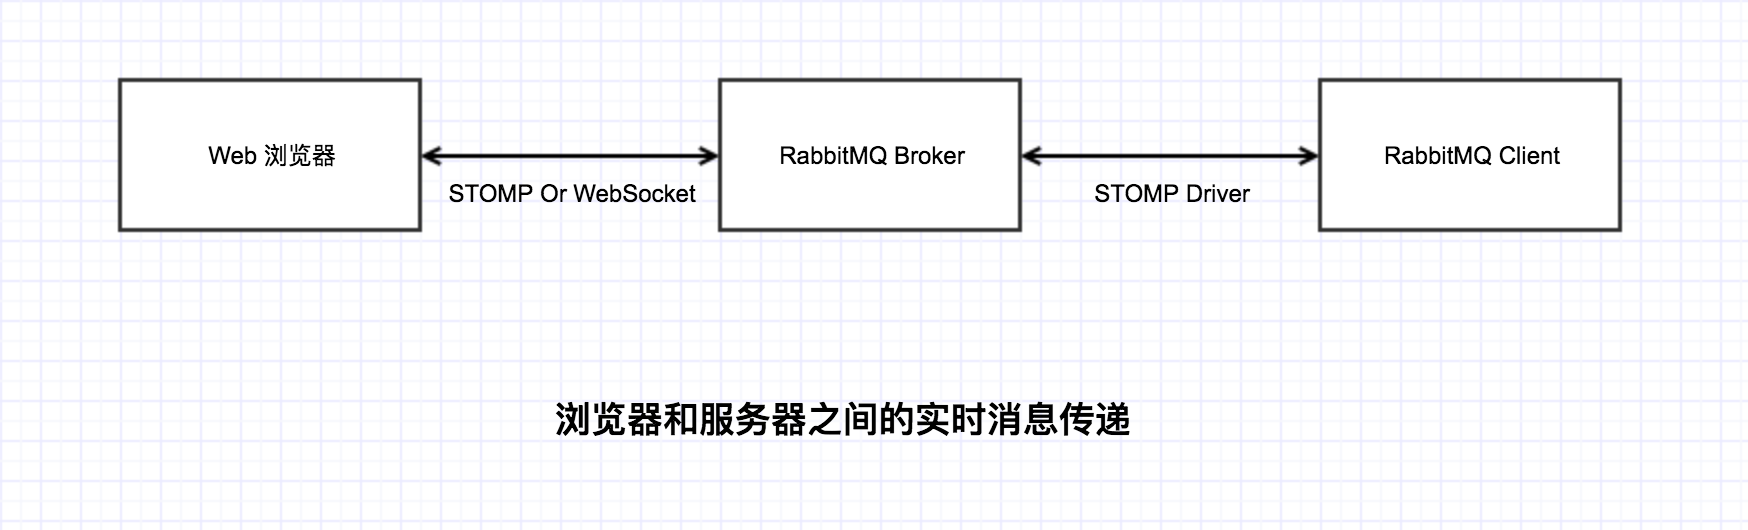 Web 浏览器
STOMP Or WebSocket
RabbitMQ Broker
STOMP Driver
RabbitMQ Client
浏览器和服务器之间的实时消息传递